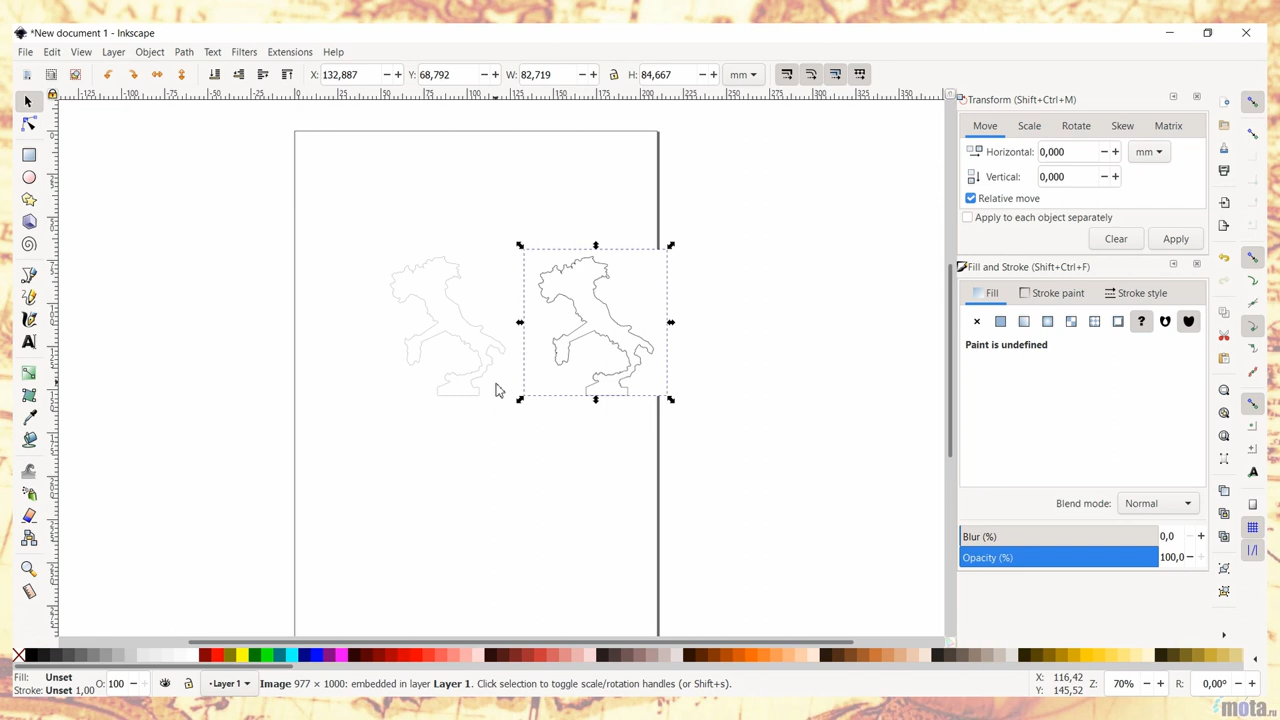 *New document 1 - Inkscape
File Edit View Layer Object Path Text Filters Extensions Help
X: 132,887 Y: 68,792 W: 82,719 H: 84,667 mm
Transform (Shift+Ctrl+M)
Move Scale Rotate Skew Matrix
Horizontal: 0,000 mm
Vertical: 0,000
Relative move
Apply to each object separately
Clear Apply
Fill and Stroke (Shift+Ctrl+F)
Fill Stroke paint Stroke style
?
Paint is undefined
Blend mode: Normal
Blur (%) 0,0
Opacity (%) 100,0
Fill: Unset
Stroke: Unset 1,00
O: 100
Layer 1
Image 977 × 1000: embedded in layer Layer 1. Click selection to toggle scale/rotation handles (or Shift+s).
X: 116,42
Y: 145,52
Z: 70%
R: 0,00°
mota.ru